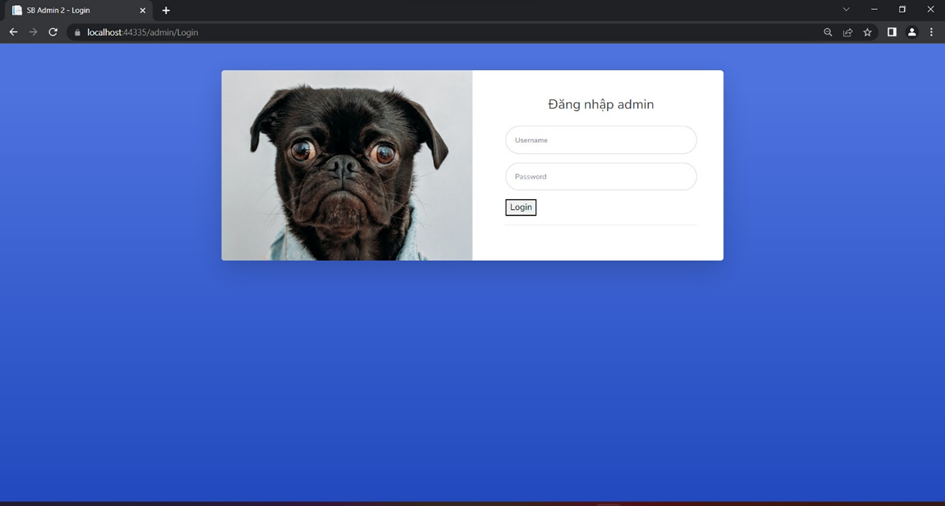 SB Admin 2 - Login
localhost:44335/admin/Login
Đăng nhập admin
Username
Password
Login